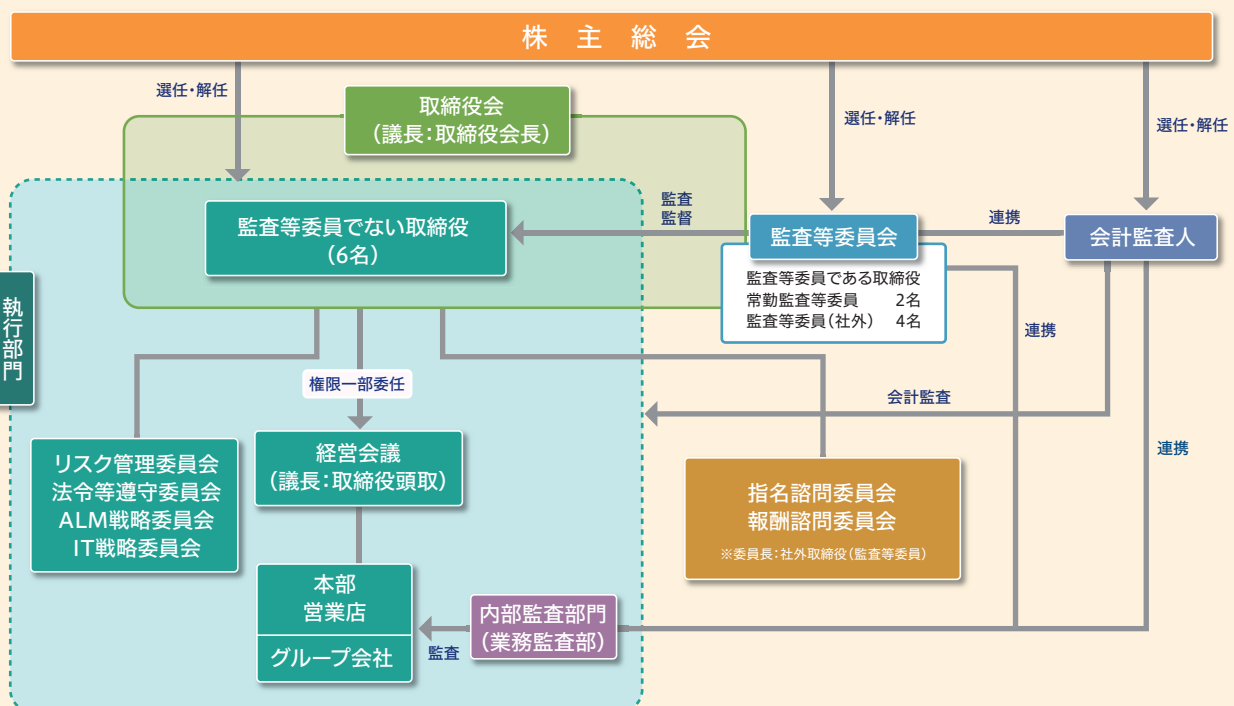 株主総会
選任・解任
取締役会
（議長：取締役会長）
選任・解任
選任・解任
監査等委員でない取締役
（6名）
監査
監督
監査等委員会
連携
会計監査人
監査等委員である取締役
常勤監査等委員　2名
監査等委員（社外）　4名
執行部門
連携
権限一部委任
会計監査
リスク管理委員会
法令等遵守委員会
ALM戦略委員会
IT戦略委員会
経営会議
（議長：取締役頭取）
連携
指名諮問委員会
報酬諮問委員会
※委員長：社外取締役（監査等委員）
本部
営業店
グループ会社
監査
内部監査部門
（業務監査部）